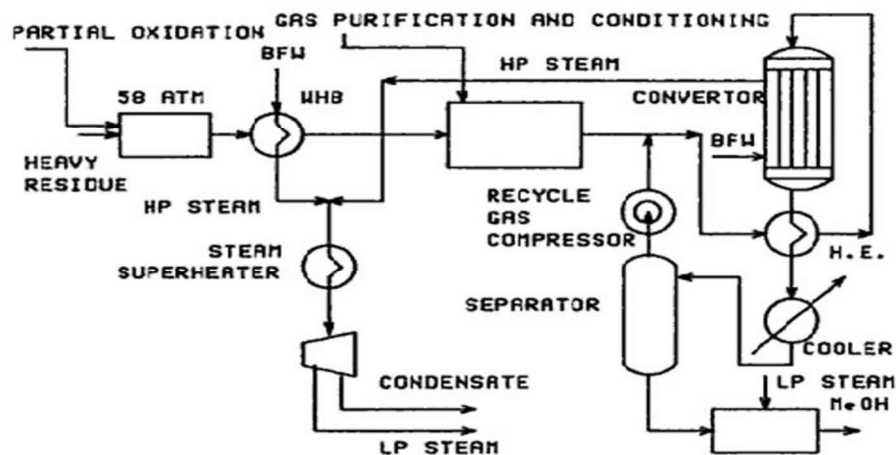 GAS PURIFICATION AND CONDITIONING
PARTIAL OXIDATION
BFW
HP STEAM
58 ATM
WHB
CONVERTOR
BFW
HEAVY
RESIDUE
HP STEAM
RECYCLE
GAS
COMPRESSOR
H.E.
STEAM
SUPERHEATER
SEPARATOR
COOLER
CONDENSATE
LP STEAM
MeOH
LP STEAM